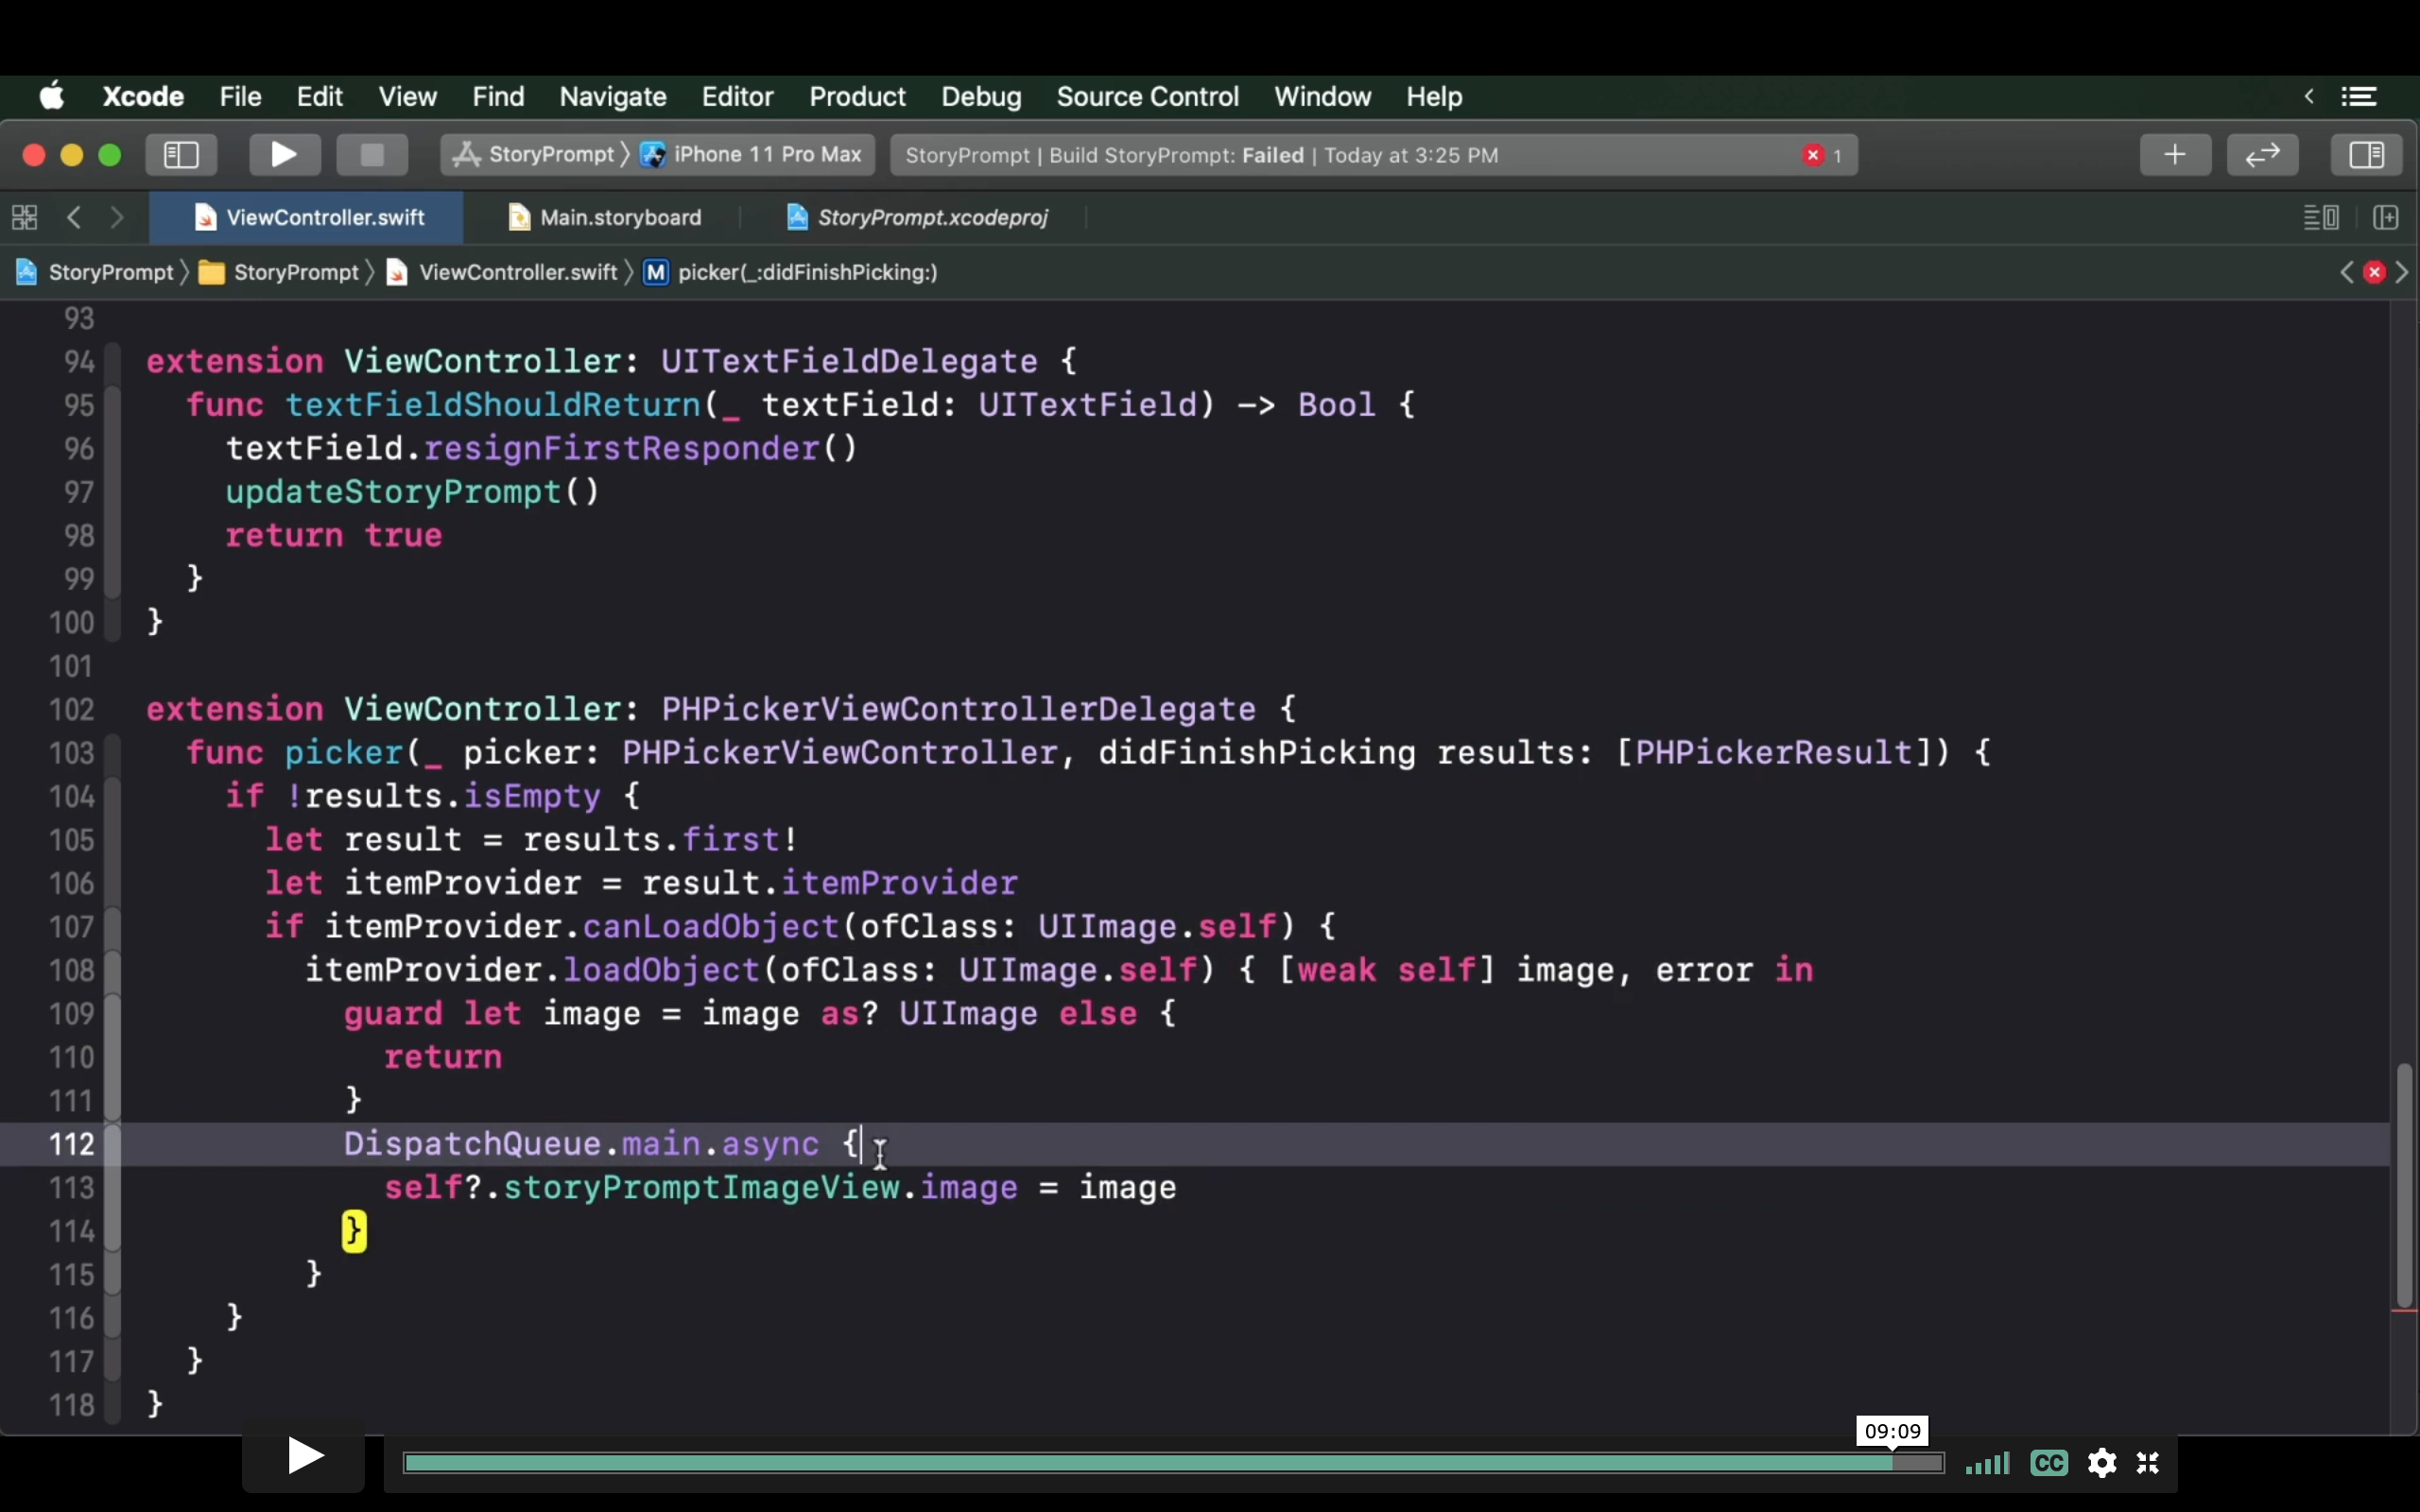 Xcode File Edit View Find Navigate Editor Product Debug Source Control Window Help
StoryPrompt 〉 iPhone 11 Pro Max StoryPrompt | Build StoryPrompt: Failed | Today at 3:25 PM 1
ViewController.swift Main.storyboard StoryPrompt.xcodeproj
StoryPrompt 〉 StoryPrompt 〉 ViewController.swift 〉 M picker(_:didFinishPicking:)
93
94 extension ViewController: UITextFieldDelegate {
95 func textFieldShouldReturn(_ textField: UITextField) -> Bool {
96 textField.resignFirstResponder()
97 updateStoryPrompt()
98 return true
99 }
100 }
101
102 extension ViewController: PHPickerViewControllerDelegate {
103 func picker(_ picker: PHPickerViewController, didFinishPicking results: [PHPickerResult]) {
104 if !results.isEmpty {
105 let result = results.first!
106 let itemProvider = result.itemProvider
107 if itemProvider.canLoadObject(ofClass: UIImage.self) {
108 itemProvider.loadObject(ofClass: UIImage.self) { [weak self] image, error in
109 guard let image = image as? UIImage else {
110 return
111 }
112 DispatchQueue.main.async {
113 self?.storyPromptImageView.image = image
114 }
115 }
116 }
117 }
118 }
09:09
CC